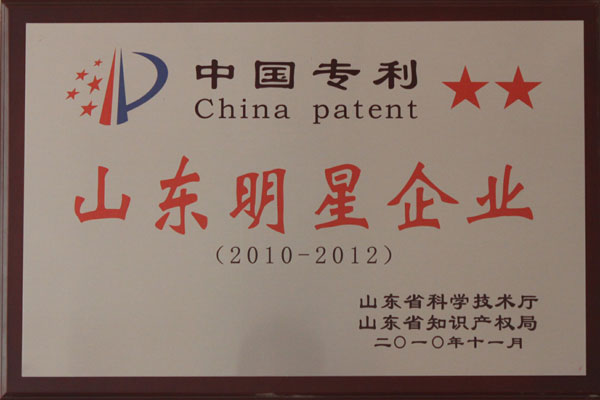 中国专利
China patent
山东明星企业
(2010-2012)
山东省科学技术厅
山东省知识产权局
二〇一〇年十一月